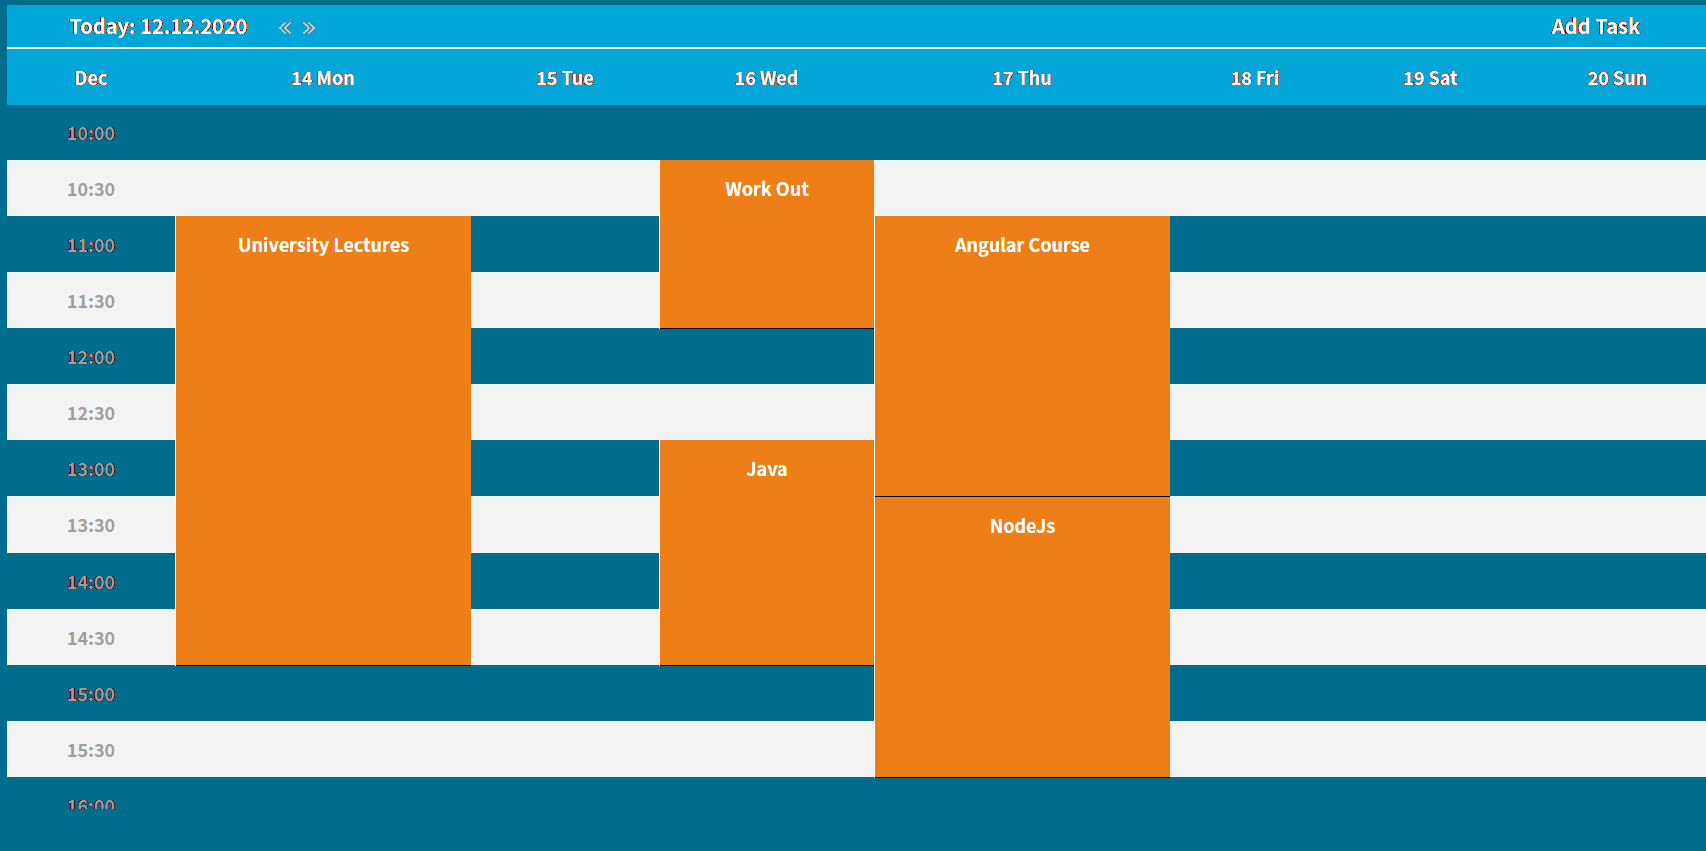 Today: 12.12.2020 « » Add Task
Dec 14 Mon 15 Tue 16 Wed 17 Thu 18 Fri 19 Sat 20 Sun
10:00
10:30 Work Out
11:00 University Lectures Angular Course
11:30
12:00
12:30
13:00 Java
13:30 NodeJs
14:00
14:30
15:00
15:30
16:00